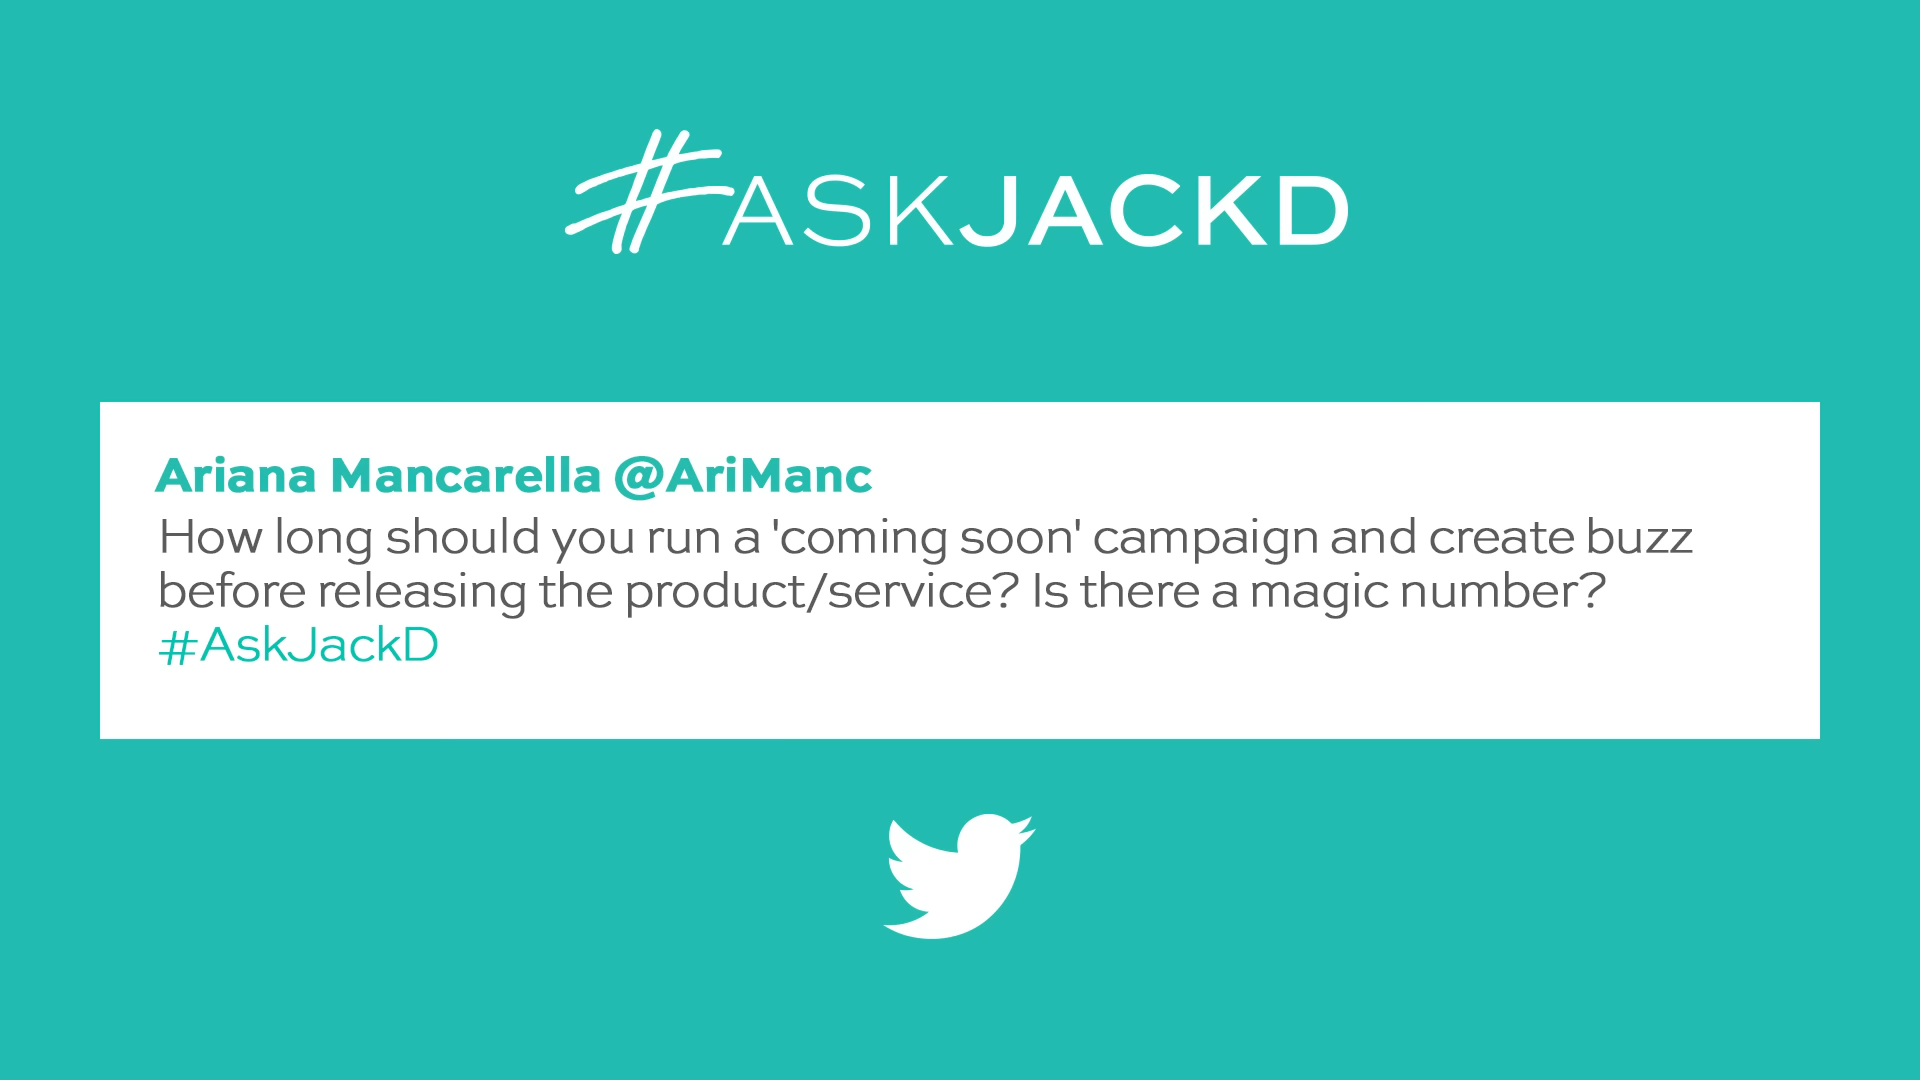 #ASKJACKD
Ariana Mancarella @AriManc
How long should you run a 'coming soon' campaign and create buzz
before releasing the product/service? Is there a magic number?
#AskJackD